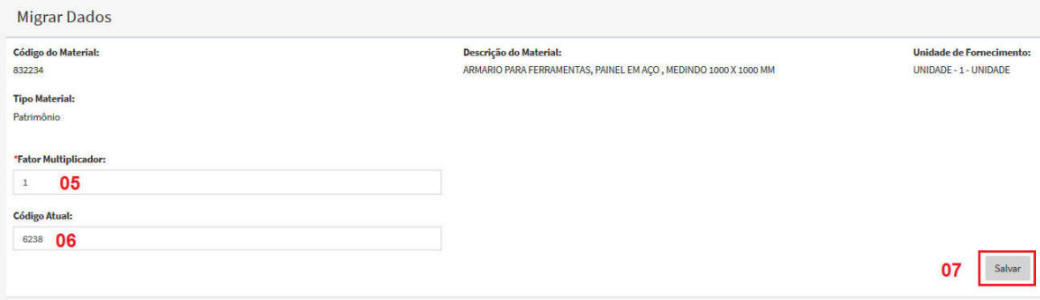 Migrar Dados
Código do Material: Descrição do Material: Unidade de Fornecimento:
832234 ARMARIO PARA FERRAMENTAS, PAINEL EM AÇO , MEDINDO 1000 X 1000 MM UNIDADE - 1 - UNIDADE
Tipo Material:
Patrimônio
*Fator Multiplicador:
1 05
Código Atual:
6238 06
07 Salvar